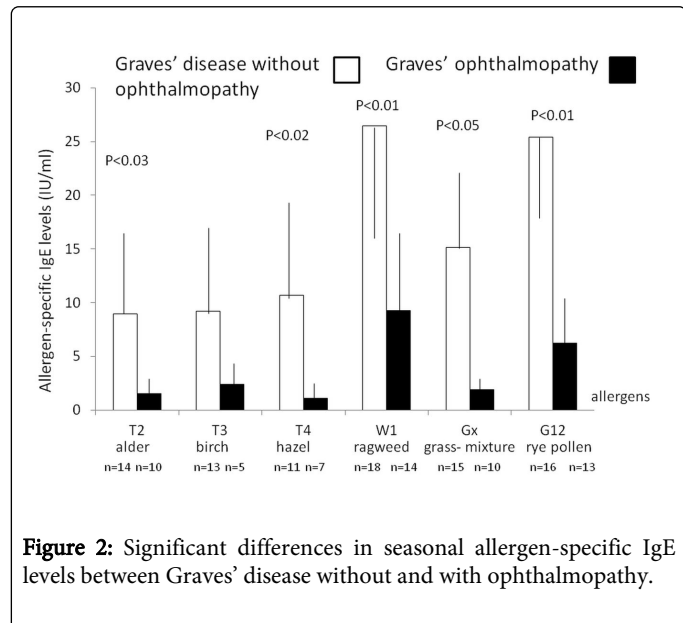 Graves' disease without ophthalmopathy
Graves' ophthalmopathy
Allergen-specific IgE levels (IU/ml)
30
25
20
15
10
5
0
P<0.03
P<0.02
P<0.01
P<0.05
P<0.01
allergens
T2 T3 T4 W1 Gx G12
alder birch hazel ragweed grass- mixture rye pollen
n=14 n=10 n=13 n=5 n=11 n=7 n=18 n=14 n=15 n=10 n=16 n=13
Figure 2: Significant differences in seasonal allergen-specific IgE
levels between Graves' disease without and with ophthalmopathy.